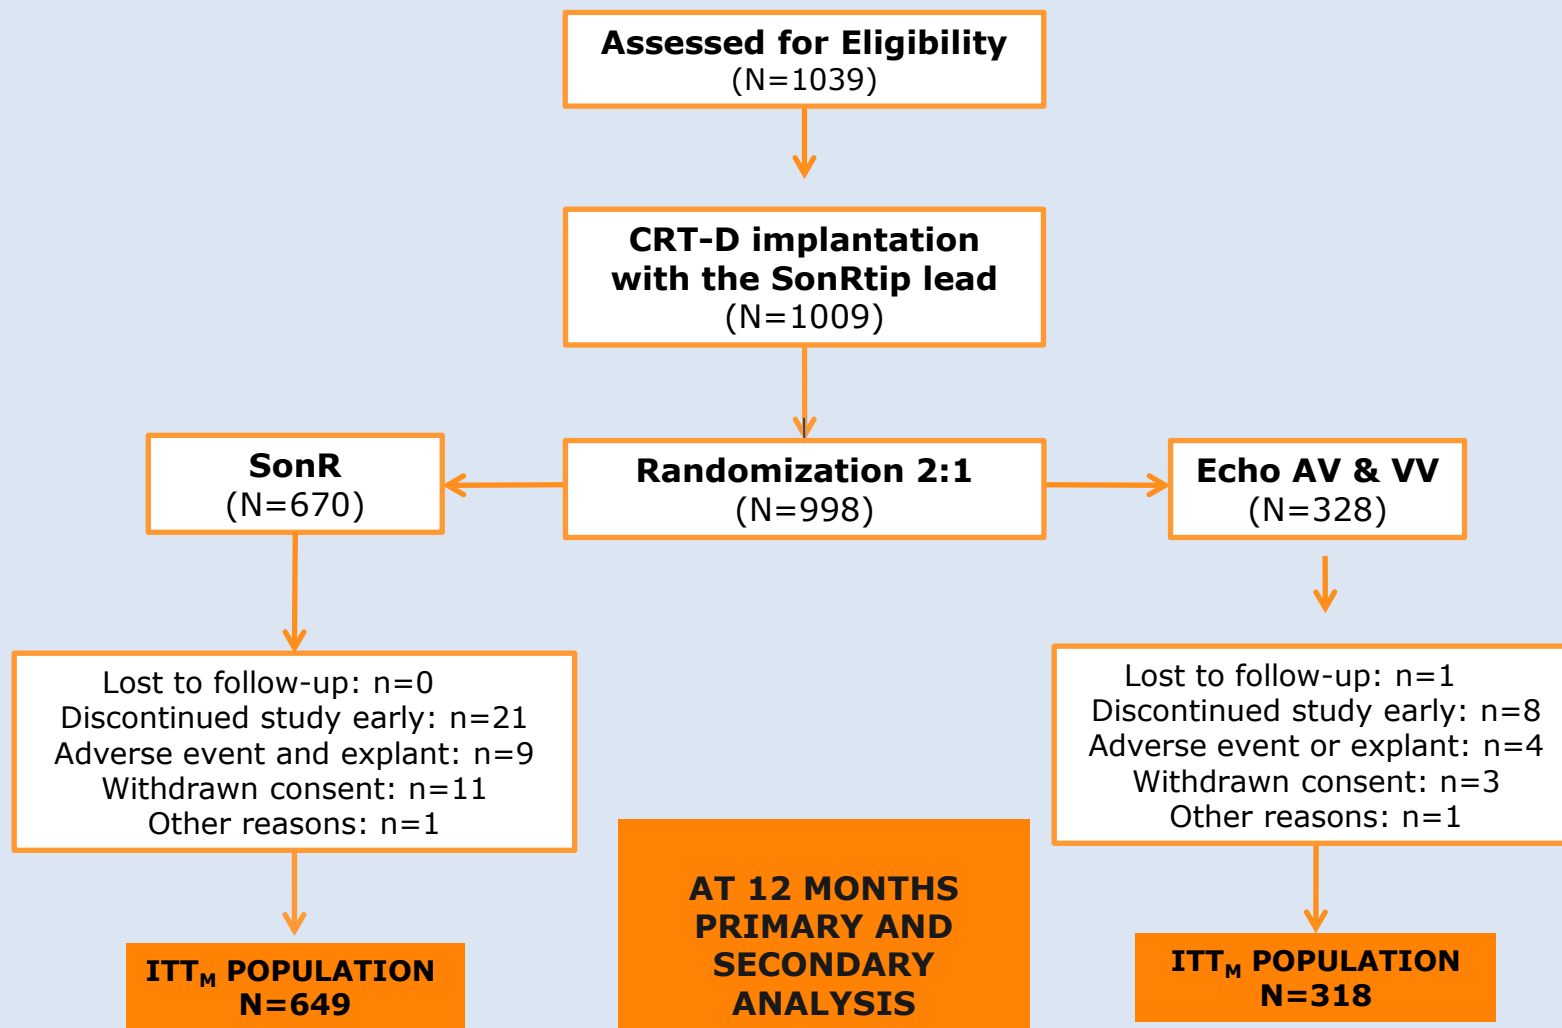 Assessed for Eligibility
(N=1039)
CRT-D implantation
with the SonRtip lead
(N=1009)
SonR
(N=670)
Randomization 2:1
(N=998)
Echo AV & VV
(N=328)
Lost to follow-up: n=0
Discontinued study early: n=21
Adverse event and explant: n=9
Withdrawn consent: n=11
Other reasons: n=1
Lost to follow-up: n=1
Discontinued study early: n=8
Adverse event or explant: n=4
Withdrawn consent: n=3
Other reasons: n=1
ITTM POPULATION
N=649
AT 12 MONTHS
PRIMARY AND
SECONDARY
ANALYSIS
ITTM POPULATION
N=318